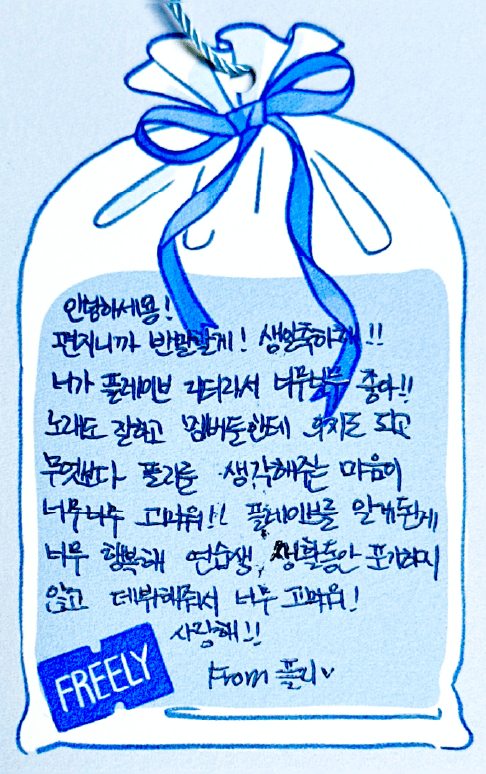 안녕하세용!
편지니까 반말할게! 생일축하해!!
너가 플레이브 리더라서 너무너무 좋아!!
노래도 잘하고 멤버들한테 의지도 되고
무엇보다 플리를 생각해주는 마음이
너무너무 고마워!! 플레이브를 알게된게
너무 행복해 연습생 생활동안 포기하지
않고 데뷔해줘서 너무 고마워!
사랑해!!
FREELY
From 플리♡